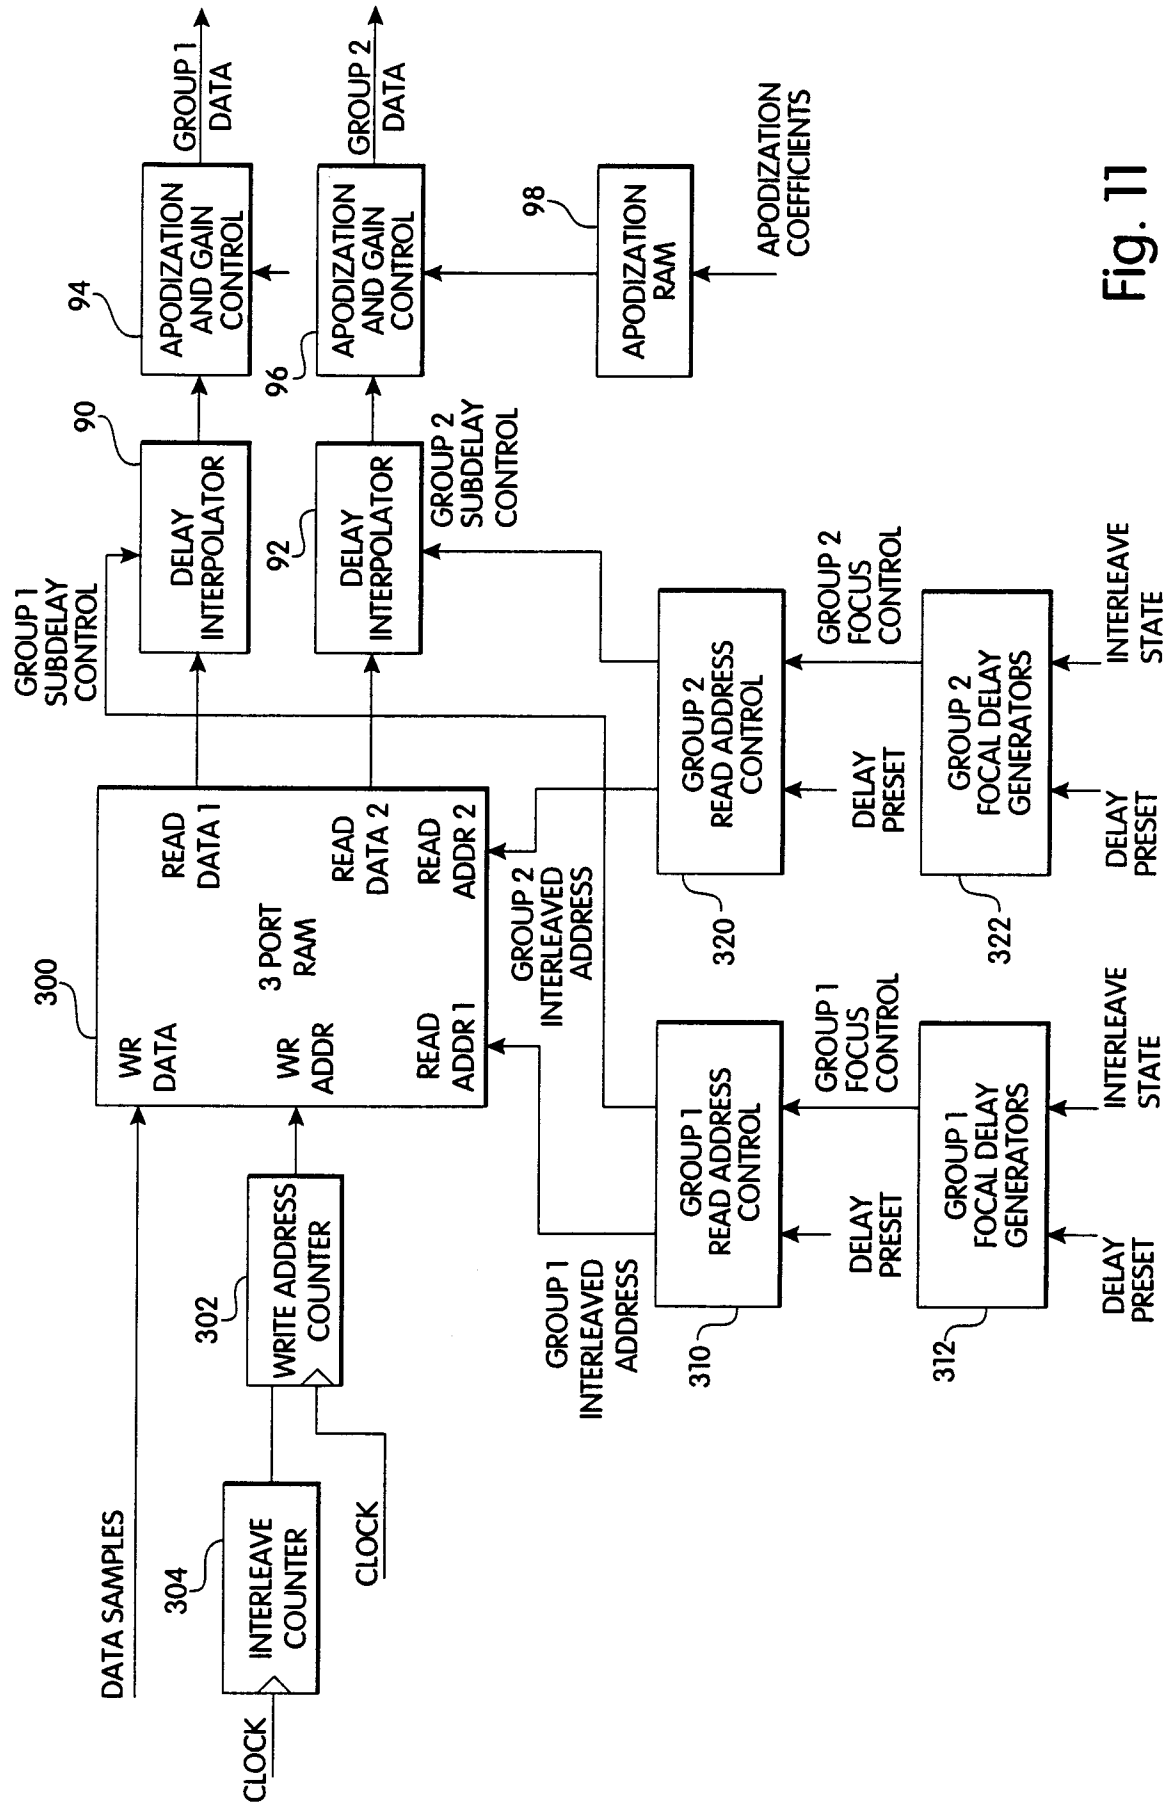 DATA SAMPLES
CLOCK
INTERLEAVE
COUNTER
304
CLOCK
WRITE ADDRESS
COUNTER
302
300
WR
DATA
WR
ADDR
READ
ADDR 1
3 PORT
RAM
READ
DATA 1
READ
DATA 2
READ
ADDR 2
GROUP 1
SUBDELAY
CONTROL
DELAY
INTERPOLATOR
90
DELAY
INTERPOLATOR
92
GROUP 2
SUBDELAY
CONTROL
APODIZATION
AND GAIN
CONTROL
94
APODIZATION
AND GAIN
CONTROL
96
GROUP 1
DATA
GROUP 2
DATA
APODIZATION
RAM
98
APODIZATION
COEFFICIENTS
GROUP 1
INTERLEAVED
ADDRESS
GROUP 2
INTERLEAVED
ADDRESS
GROUP 1
READ ADDRESS
CONTROL
310
DELAY
PRESET
GROUP 1
FOCUS
CONTROL
GROUP 1
FOCAL DELAY
GENERATORS
312
DELAY
PRESET
INTERLEAVE
STATE
GROUP 2
READ ADDRESS
CONTROL
320
DELAY
PRESET
GROUP 2
FOCUS
CONTROL
GROUP 2
FOCAL DELAY
GENERATORS
322
DELAY
PRESET
INTERLEAVE
STATE
Fig. 11